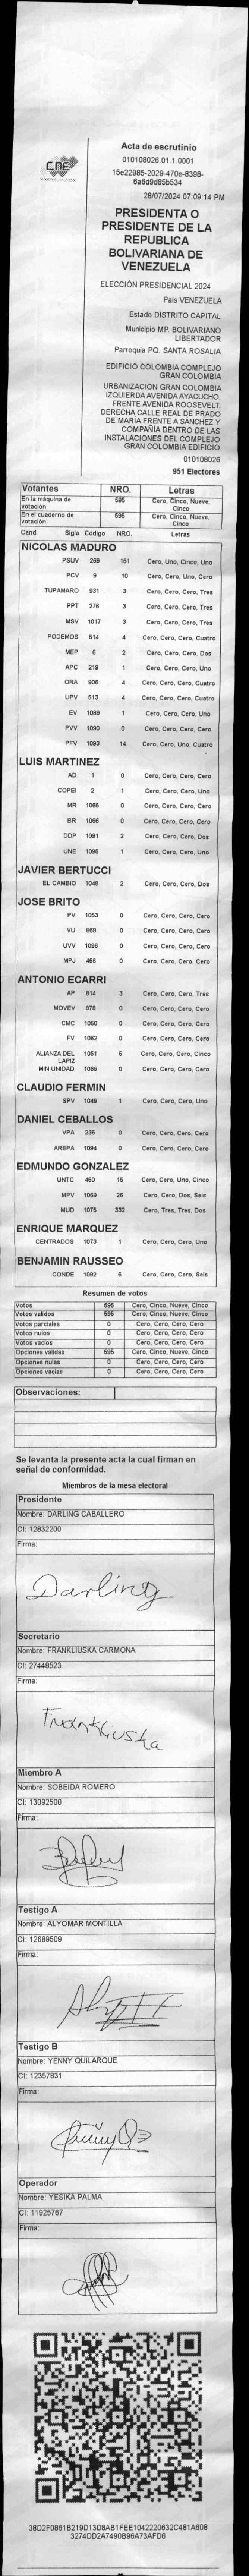 CNE
Acta de escrutinio
010108026.01.1.0001
15e22985-2029-470e-8398-
6a6d9d85b534
28/07/2024 07:09:14 PM
PRESIDENTA O
PRESIDENTE DE LA
REPUBLICA
BOLIVARIANA DE
VENEZUELA
ELECCIÓN PRESIDENCIAL 2024
Pais VENEZUELA
Estado DISTRITO CAPITAL
Municipio MP. BOLIVARIANO
LIBERTADOR
Parroquia PQ. SANTA ROSALIA
EDIFICIO COLOMBIA COMPLEJO
GRAN COLOMBIA
URBANIZACION GRAN COLOMBIA
IZQUIERDA AVENIDA AYACUCHO.
FRENTE AVENIDA ROOSEVELT.
DERECHA CALLE REAL DE PRADO
DE MARIA FRENTE A SANCHEZ Y
COMPAÑIA DENTRO DE LAS
INSTALACIONES DEL COMPLEJO
GRAN COLOMBIA EDIFICIO
010108026
951 Electores
Votantes NRO. Letras
En la máquina de votación 595 Cero, Cinco, Nueve, Cinco
En el cuaderno de votación 595 Cero, Cinco, Nueve, Cinco
Cand. Sigla Código NRO. Letras
NICOLAS MADURO
PSUV 269 151 Cero, Uno, Cinco, Uno
PCV 9 10 Cero, Cero, Uno, Cero
TUPAMARO 931 3 Cero, Cero, Cero, Tres
PPT 276 3 Cero, Cero, Cero, Tres
MSV 1017 3 Cero, Cero, Cero, Tres
PODEMOS 514 4 Cero, Cero, Cero, Cuatro
MEP 6 2 Cero, Cero, Cero, Dos
APC 219 1 Cero, Cero, Cero, Uno
ORA 906 4 Cero, Cero, Cero, Cuatro
UPV 513 4 Cero, Cero, Cero, Cuatro
EV 1089 1 Cero, Cero, Cero, Uno
PVV 1090 0 Cero, Cero, Cero, Cero
PFV 1093 14 Cero, Cero, Uno, Cuatro
LUIS MARTINEZ
AD 1 0 Cero, Cero, Cero, Cero
COPEI 2 1 Cero, Cero, Cero, Uno
MR 1065 0 Cero, Cero, Cero, Cero
BR 1086 0 Cero, Cero, Cero, Cero
DDP 1091 2 Cero, Cero, Cero, Dos
UNE 1095 1 Cero, Cero, Cero, Uno
JAVIER BERTUCCI
EL CAMBIO 1048 2 Cero, Cero, Cero, Dos
JOSE BRITO
PV 1053 0 Cero, Cero, Cero, Cero
VU 969 0 Cero, Cero, Cero, Cero
UVV 1096 0 Cero, Cero, Cero, Cero
MPJ 458 0 Cero, Cero, Cero, Cero
ANTONIO ECARRI
AP 814 3 Cero, Cero, Cero, Tres
MOVEV 978 0 Cero, Cero, Cero, Cero
CMC 1050 0 Cero, Cero, Cero, Cero
FV 1062 0 Cero, Cero, Cero, Cero
ALIANZA DEL LAPIZ 1051 5 Cero, Cero, Cero, Cinco
MIN UNIDAD 1069 0 Cero, Cero, Cero, Cero
CLAUDIO FERMIN
SPV 1049 1 Cero, Cero, Cero, Uno
DANIEL CEBALLOS
VPA 336 0 Cero, Cero, Cero, Cero
AREPA 1094 0 Cero, Cero, Cero, Cero
EDMUNDO GONZALEZ
UNTC 460 15 Cero, Cero, Uno, Cinco
MPV 1069 26 Cero, Cero, Dos, Seis
MUD 1075 332 Cero, Tres, Tres, Dos
ENRIQUE MARQUEZ
CENTRADOS 1073 1 Cero, Cero, Cero, Uno
BENJAMIN RAUSSEO
CONDE 1092 6 Cero, Cero, Cero, Seis
Resumen de votos
Votos 595 Cero, Cinco, Nueve, Cinco
Votos validos 595 Cero, Cinco, Nueve, Cinco
Votos parciales 0 Cero, Cero, Cero, Cero
Votos nulos 0 Cero, Cero, Cero, Cero
Votos vacios 0 Cero, Cero, Cero, Cero
Opciones validas 595 Cero, Cinco, Nueve, Cinco
Opciones nulas 0 Cero, Cero, Cero, Cero
Opciones vacias 0 Cero, Cero, Cero, Cero
Observaciones:
Se levanta la presente acta la cual firman en
señal de conformidad.
Miembros de la mesa electoral
Presidente
Nombre: DARLING CABALLERO
CI: 12832200
Firma:
Darling
Secretario
Nombre: FRANKLIUSKA CARMONA
CI: 27448523
Firma:
Frankliuska
Miembro A
Nombre: SOBEIDA ROMERO
CI: 13092500
Firma:
Testigo A
Nombre: ALYOMAR MONTILLA
CI: 12689509
Firma:
Testigo B
Nombre: YENNY QUILARQUE
CI: 12357831
Firma:
Operador
Nombre: YESIKA PALMA
CI: 11925767
Firma:
38D2F0861B219D13D8AB1FEE1042220632C481A608
3274DD2A7490B96A73AFD6